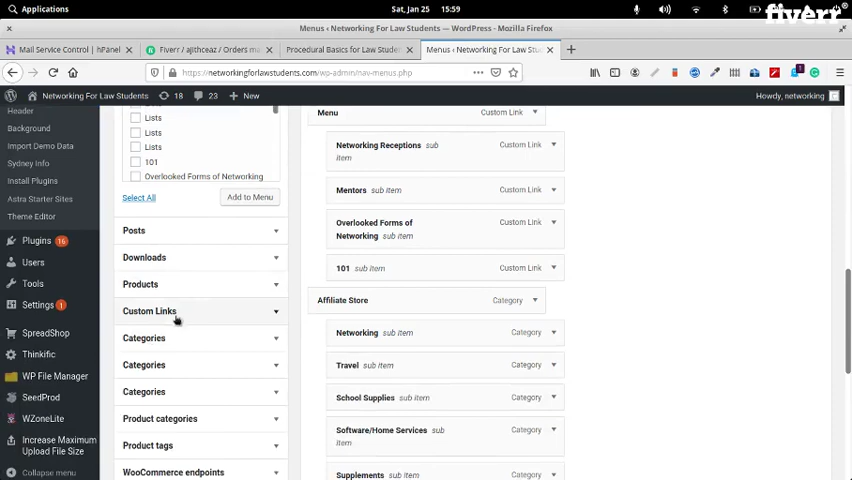 Applications
Sat, Jan 25
15:59
fiverr
Menus ‹ Networking For Law Students — WordPress - Mozilla Firefox
Mail Service Control | hPanel
Fiverr / ajithceaz / Orders ma
Procedural Basics for Law Studen
Menus ‹ Networking For Law Stud
https://networkingforlawstudents.com/wp-admin/nav-menus.php
Networking For Law Students
18
23
New
Howdy, networking
Header
Background
Import Demo Data
Sydney Info
Install Plugins
Astra Starter Sites
Theme Editor
Plugins 16
Users
Tools
Settings 1
SpreadShop
Thinkific
WP File Manager
SeedProd
WZoneLite
Increase Maximum
Upload File Size
Collapse menu
Lists
Lists
Lists
101
Overlooked Forms of Networking
Select All
Add to Menu
Posts
Downloads
Products
Custom Links
Categories
Categories
Categories
Product categories
Product tags
WooCommerce endpoints
Menu
Custom Link
Networking Receptions sub
item
Custom Link
Mentors sub item
Custom Link
Overlooked Forms of
Networking sub item
Custom Link
101 sub item
Custom Link
Affiliate Store
Category
Networking sub item
Category
Travel sub item
Category
School Supplies sub item
Category
Software/Home Services sub
item
Category
Supplements sub item
Category